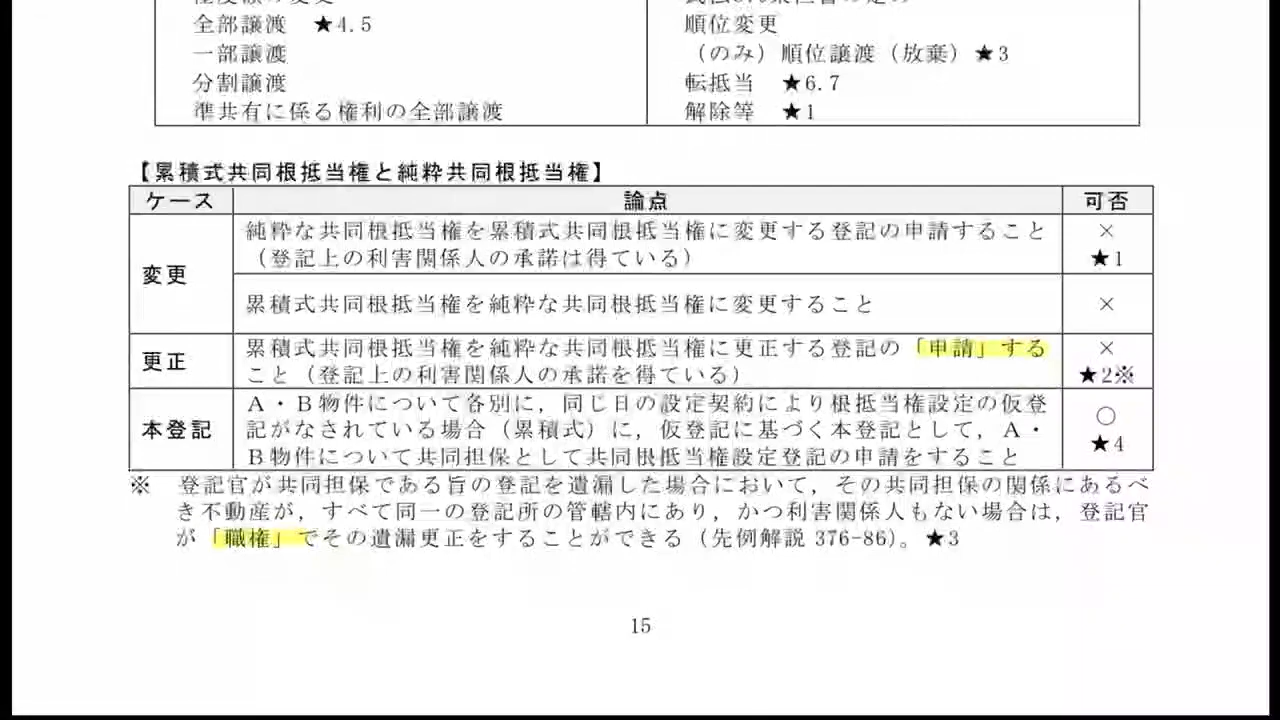 全部譲渡　★4.5
一部譲渡
分割譲渡
準共有に係る権利の全部譲渡
順位変更
（のみ）順位譲渡（放棄）★3
転抵当　★6.7
解除等　★1
【累積式共同根抵当権と純粋共同根抵当権】
ケース　論点　可否
変更
純粋な共同根抵当権を累積式共同根抵当権に変更する登記の申請すること
（登記上の利害関係人の承諾は得ている）
×
★1
累積式共同根抵当権を純粋な共同根抵当権に変更すること
×
更正
累積式共同根抵当権を純粋な共同根抵当権に更正する登記の「申請」する
こと（登記上の利害関係人の承諾を得ている）
×
★2※
本登記
Ａ・Ｂ物件について各別に，同じ日の設定契約により根抵当権設定の仮登
記がなされている場合（累積式）に，仮登記に基づく本登記として，Ａ・
Ｂ物件について共同担保として共同根抵当権設定登記の申請をすること
○
★4
※　登記官が共同担保である旨の登記を遺漏した場合において，その共同担保の関係にあるべ
き不動産が，すべて同一の登記所の管轄内にあり，かつ利害関係人もない場合は，登記官
が「職権」でその遺漏更正をすることができる（先例解説 376-86）。★3
15